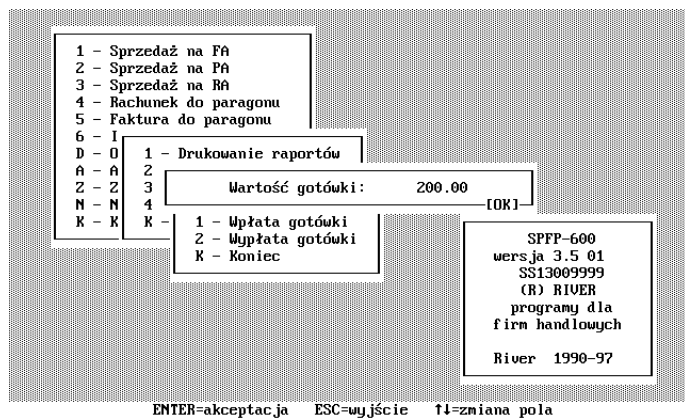 1 - Sprzedaż na FA
2 - Sprzedaż na PA
3 - Sprzedaż na RA
4 - Rachunek do paragonu
5 - Faktura do paragonu
6 - I
D - O
A - A
Z - Z
N - N
K - K
1 - Drukowanie raportów
2
3
4
K -
Wartość gotówki: 200.00
[OK]
1 - Wpłata gotówki
2 - Wypłata gotówki
K - Koniec
SPFP-600
wersja 3.5 01
SS13009999
(R) RIVER
programy dla
firm handlowych
River 1990-97
ENTER=akceptacja ESC=wyjście ↑↓=zmiana pola